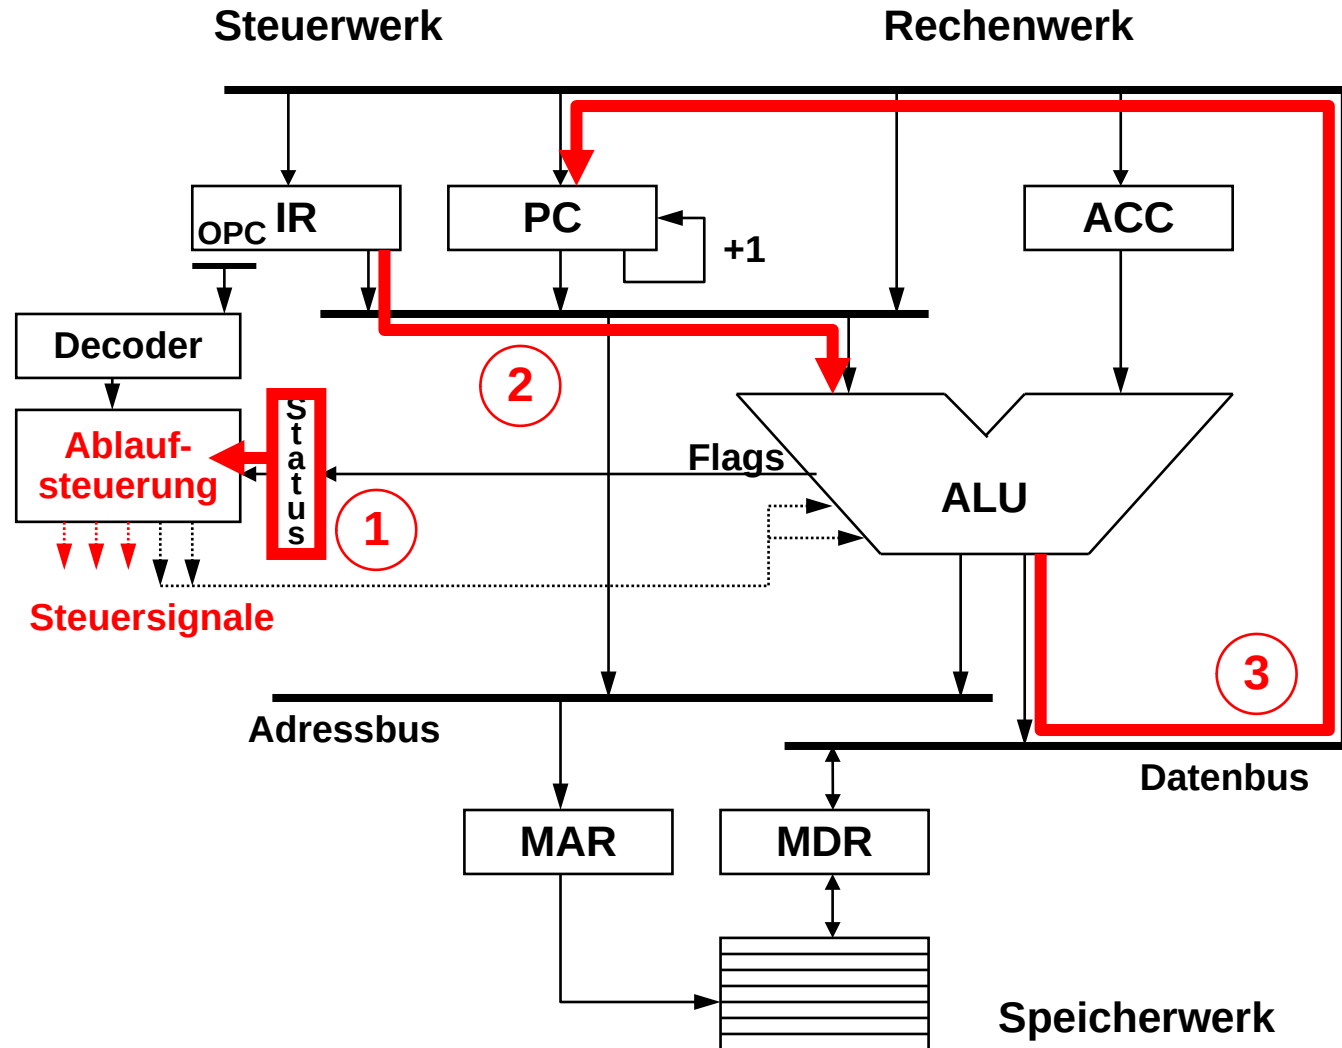 Steuerwerk
Rechenwerk
OPC IR
PC
ACC
+1
Decoder
2
Status
Ablauf-
steuerung
Flags
ALU
1
Steuersignale
3
Adressbus
Datenbus
MAR
MDR
Speicherwerk